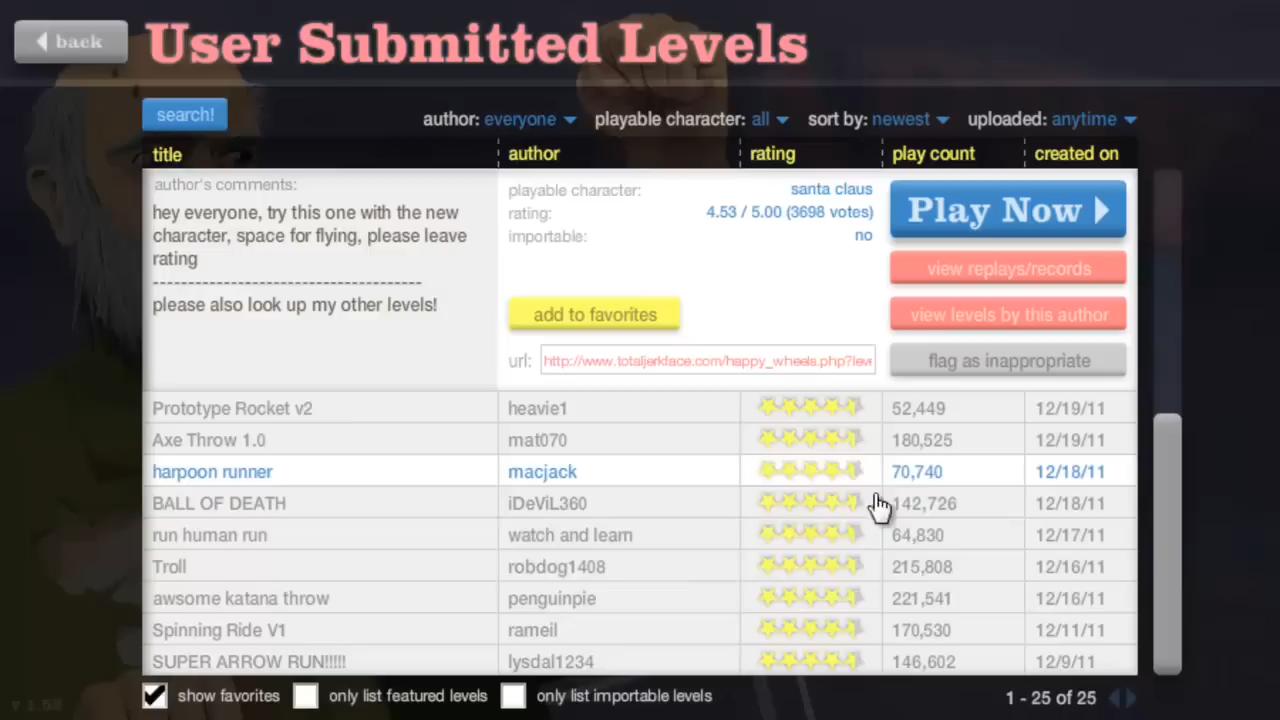 back
User Submitted Levels
search!
author: everyone playable character: all sort by: newest uploaded: anytime
title author rating play count created on
author's comments:
hey everyone, try this one with the new
character, space for flying, please leave
rating
--------------------------------------
please also look up my other levels!
playable character: santa claus
rating: 4.53 / 5.00 (3698 votes)
importable: no
add to favorites
url: http://www.totaljerkface.com/happy_wheels.php?leve
Play Now
view replays/records
view levels by this author
flag as inappropriate
Prototype Rocket v2 heavie1 52,449 12/19/11
Axe Throw 1.0 mat070 180,525 12/19/11
harpoon runner macjack 70,740 12/18/11
BALL OF DEATH iDeViL360 142,726 12/18/11
run human run watch and learn 64,830 12/17/11
Troll robdog1408 215,808 12/16/11
awsome katana throw penguinpie 221,541 12/16/11
Spinning Ride V1 rameil 170,530 12/11/11
SUPER ARROW RUN!!!!! lysdal1234 146,602 12/9/11
show favorites only list featured levels only list importable levels 1 - 25 of 25